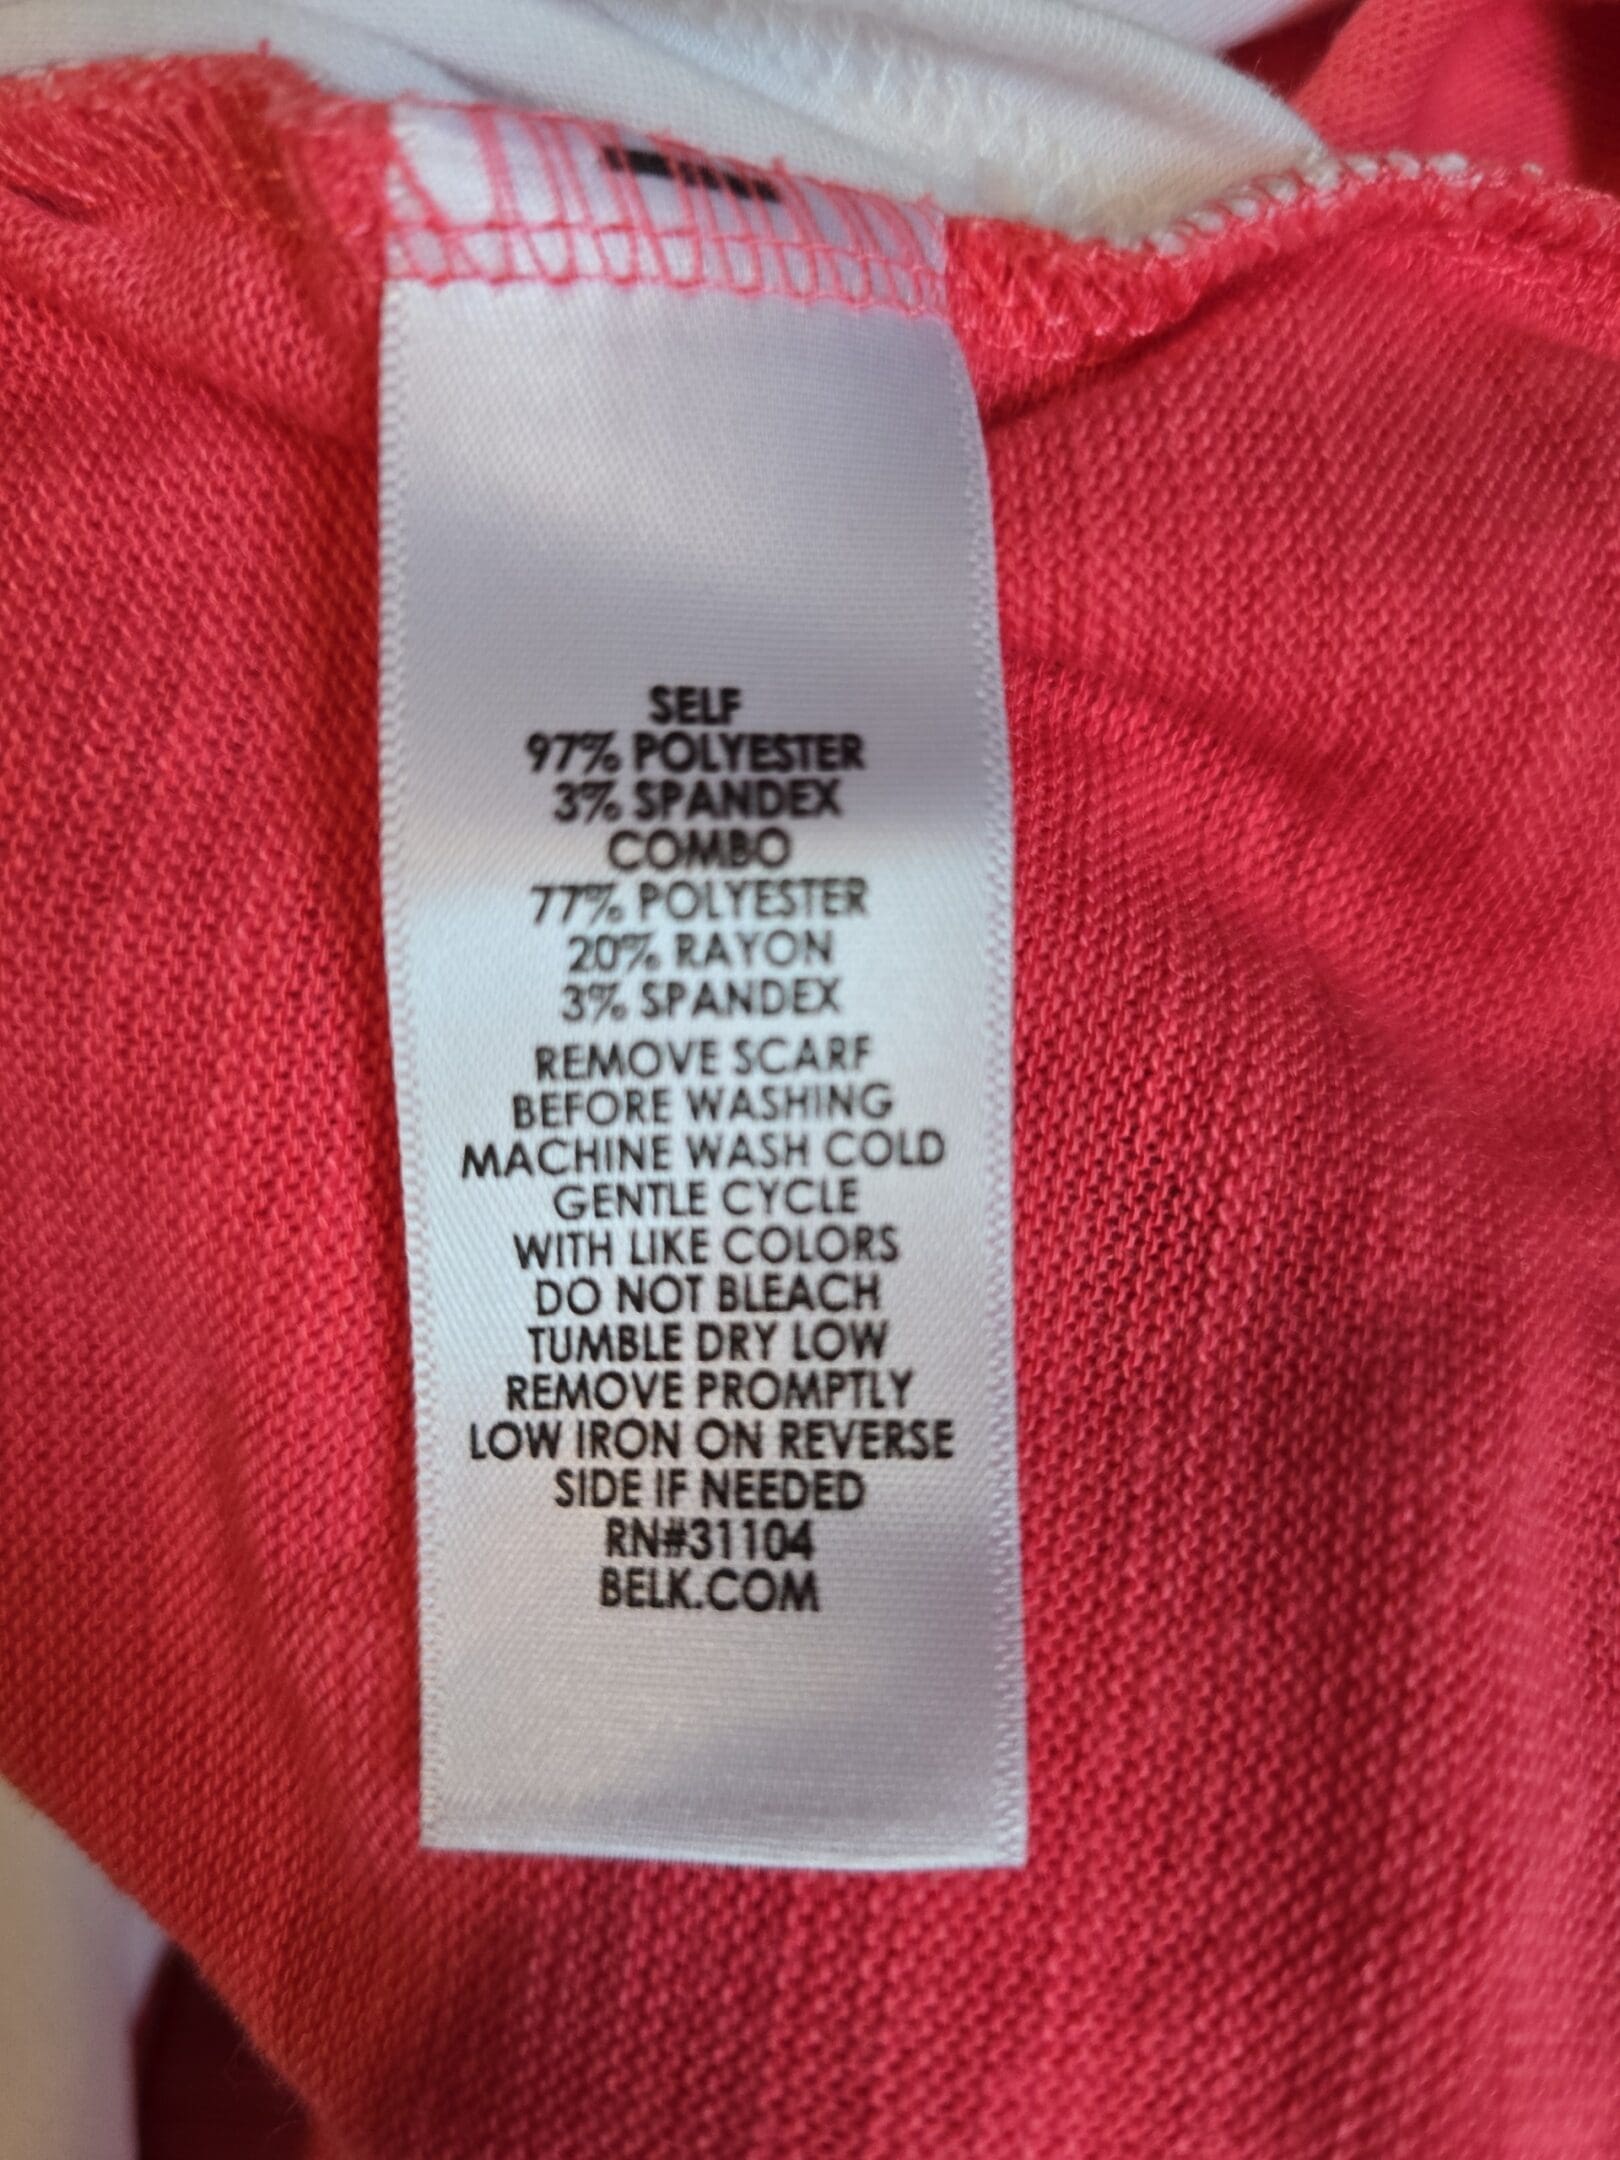 SELF
97% POLYESTER
3% SPANDEX
COMBO
77% POLYESTER
20% RAYON
3% SPANDEX
REMOVE SCARF
BEFORE WASHING
MACHINE WASH COLD
GENTLE CYCLE
WITH LIKE COLORS
DO NOT BLEACH
TUMBLE DRY LOW
REMOVE PROMPTLY
LOW IRON ON REVERSE
SIDE IF NEEDED
RN#31104
BELK.COM